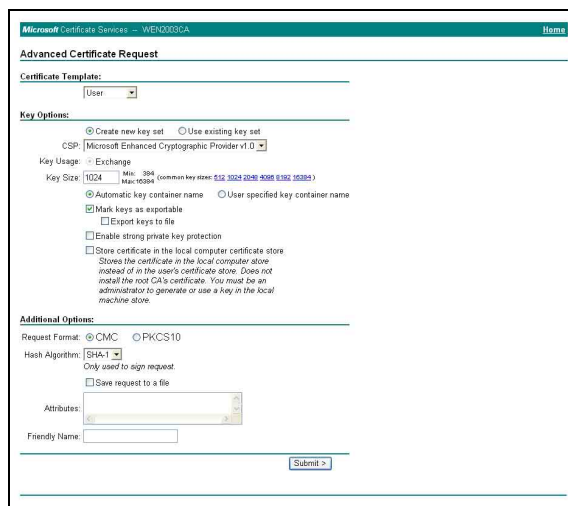 Microsoft Certificate Services -- WEN2003CA Home
Advanced Certificate Request
Certificate Template:
User
Key Options:
Create new key set Use existing key set
CSP: Microsoft Enhanced Cryptographic Provider v1.0
Key Usage: Exchange
Key Size: 1024 Min: 384 Max:16384 (common key sizes: 512 1024 2048 4096 8192 16384 )
Automatic key container name User specified key container name
Mark keys as exportable
Export keys to file
Enable strong private key protection
Store certificate in the local computer certificate store
Stores the certificate in the local computer store
instead of in the user's certificate store. Does not
install the root CA's certificate. You must be an
administrator to generate or use a key in the local
machine store.
Additional Options:
Request Format: CMC PKCS10
Hash Algorithm: SHA-1
Only used to sign request.
Save request to a file
Attributes:
Friendly Name:
Submit >